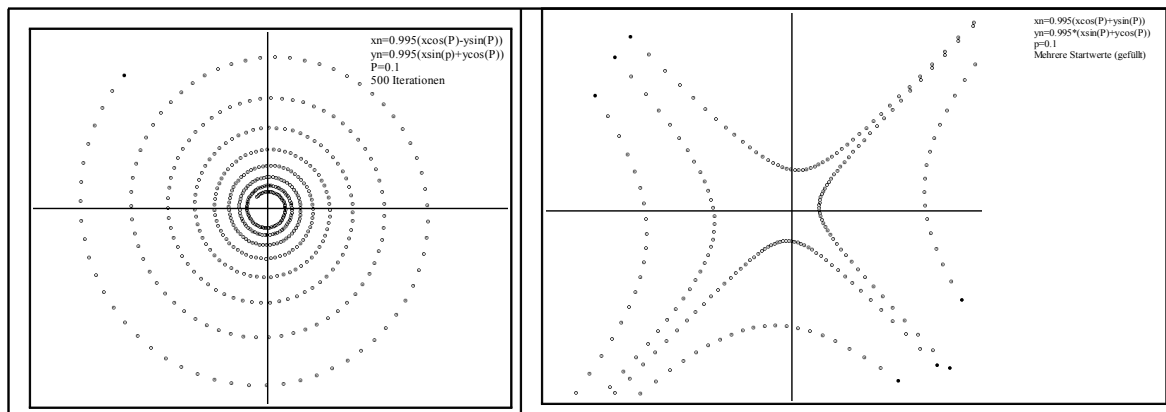 xn=0.995(xcos(P)-ysin(P))
yn=0.995(xsin(p)+ycos(P))
P=0.1
500 Iterationen
xn=0.995(xcos(P)+ysin(P))
yn=0.995*(xsin(P)+ycos(P))
p=0.1
Mehrere Startwerte (gefüllt)